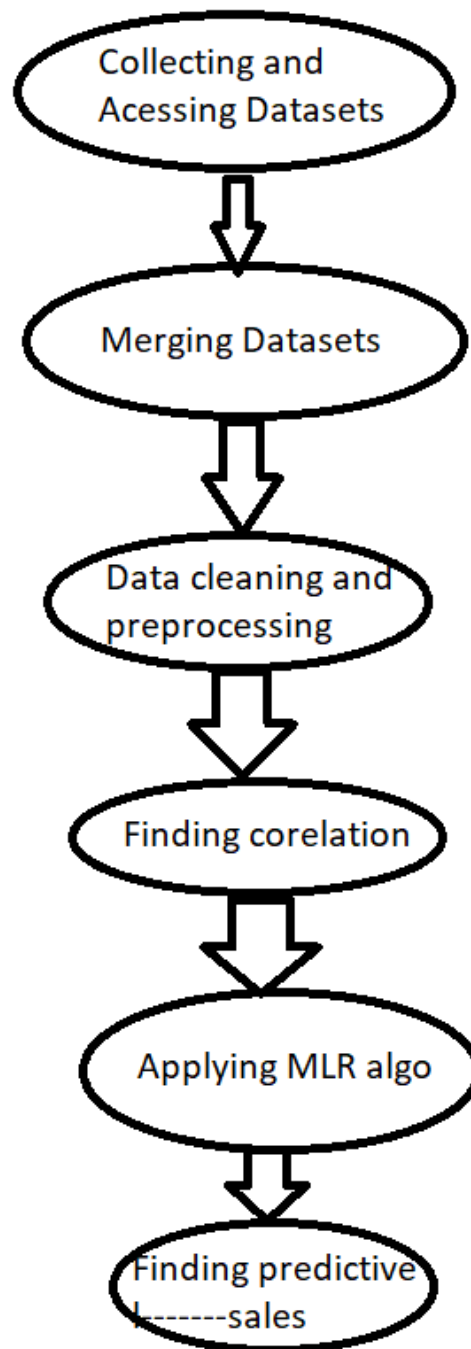 Collecting and
Acessing Datasets
Merging Datasets
Data cleaning and
preprocessing
Finding corelation
Applying MLR algo
Finding predictive
l-------sales